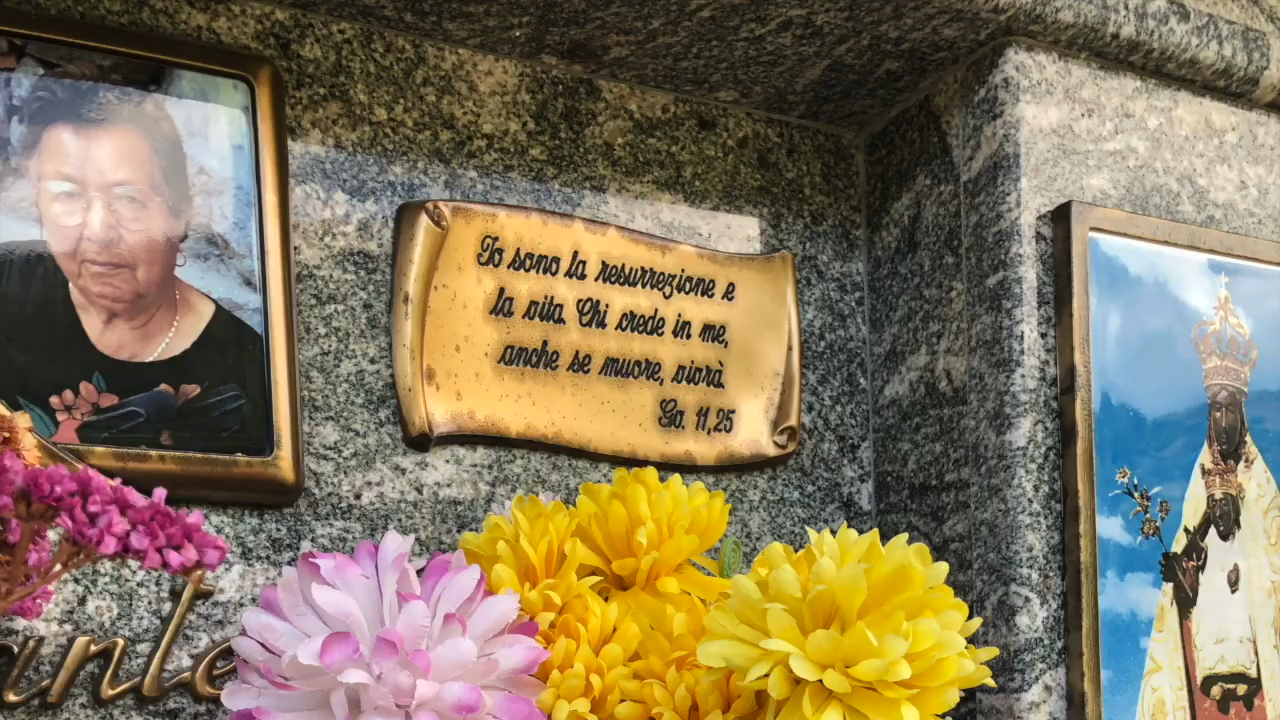 Io sono la resurrezione e
la vita. Chi crede in me,
anche se muore, vivrà.
Gv. 11,25